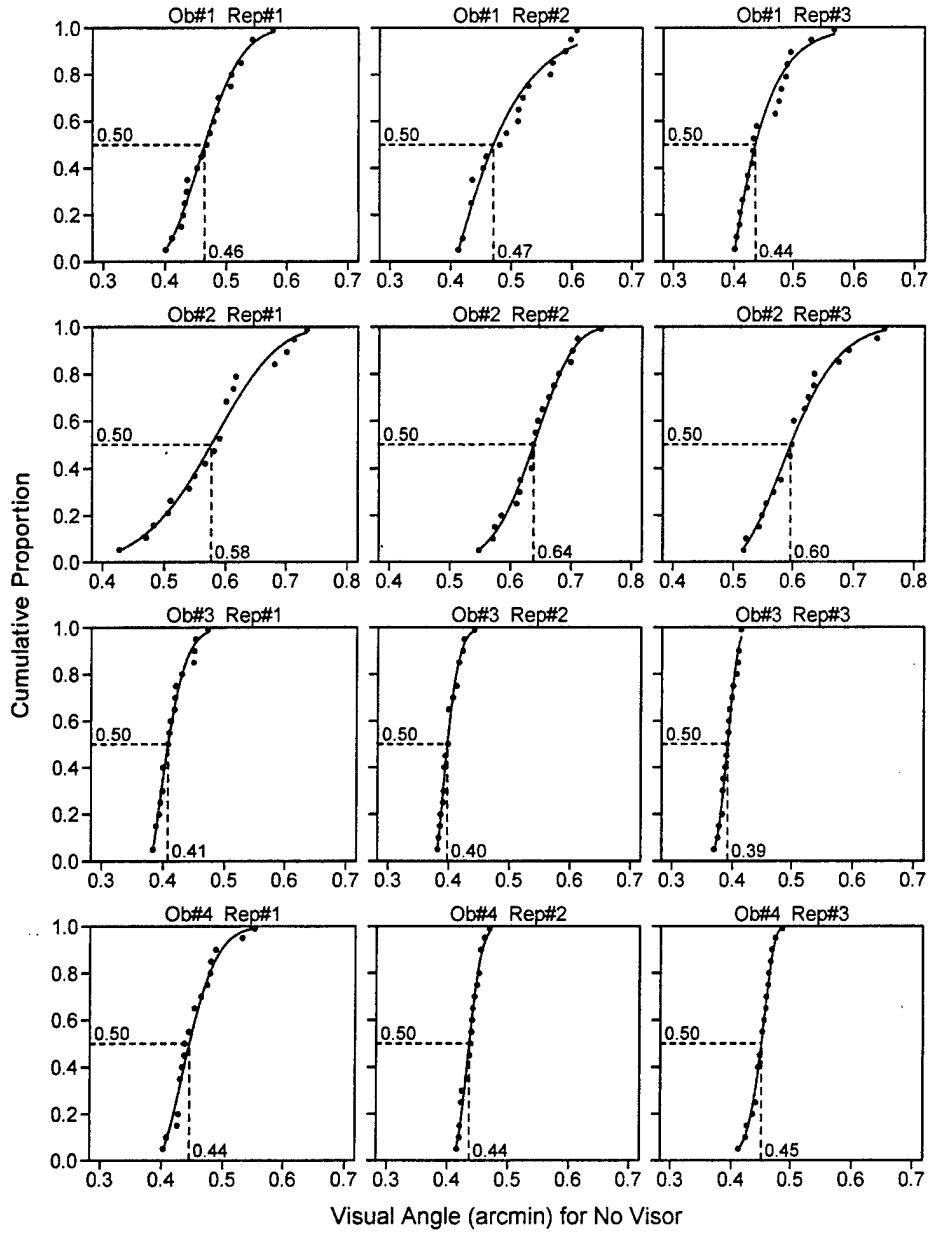 Ob#1 Rep#1 Ob#1 Rep#2 Ob#1 Rep#3
1.0
0.8
0.6
0.50 0.50 0.50
0.4
0.2
0.46 0.47 0.44
0.0
0.3 0.4 0.5 0.6 0.7 0.3 0.4 0.5 0.6 0.7 0.3 0.4 0.5 0.6 0.7
Ob#2 Rep#1 Ob#2 Rep#2 Ob#2 Rep#3
1.0
0.8
0.6
0.50 0.50 0.50
0.4
0.2
0.58 0.64 0.60
0.0
0.4 0.5 0.6 0.7 0.8 0.4 0.5 0.6 0.7 0.8 0.4 0.5 0.6 0.7 0.8
Cumulative Proportion
Ob#3 Rep#1 Ob#3 Rep#2 Ob#3 Rep#3
1.0
0.8
0.6
0.50 0.50 0.50
0.4
0.2
0.41 0.40 0.39
0.0
0.3 0.4 0.5 0.6 0.7 0.3 0.4 0.5 0.6 0.7 0.3 0.4 0.5 0.6 0.7
Ob#4 Rep#1 Ob#4 Rep#2 Ob#4 Rep#3
1.0
0.8
0.6
0.50 0.50 0.50
0.4
0.2
0.44 0.44 0.45
0.0
0.3 0.4 0.5 0.6 0.7 0.3 0.4 0.5 0.6 0.7 0.3 0.4 0.5 0.6 0.7
Visual Angle (arcmin) for No Visor